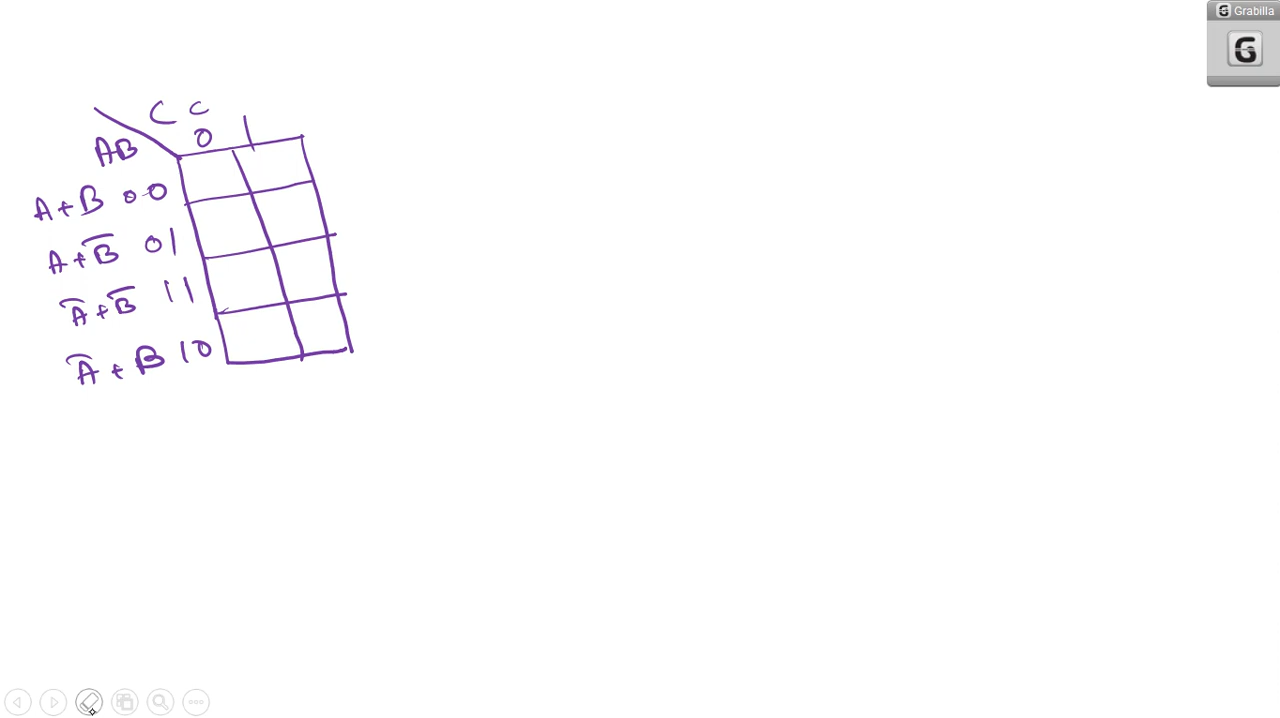 Grabilla
C C
AB 0 1
A+B 00
A+B̅ 01
A̅+B̅ 11
A̅+B 10